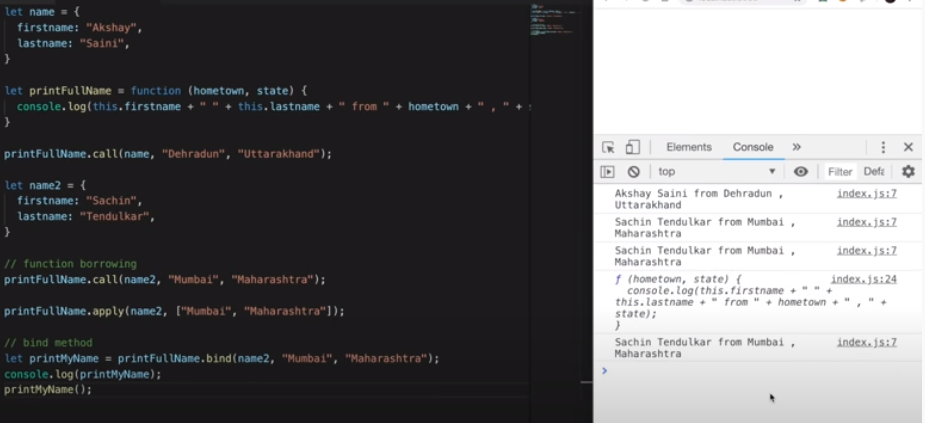 let name = {
firstname: "Akshay",
lastname: "Saini",
}
let printFullName = function (hometown, state) {
console.log(this.firstname + " " + this.lastname + " from " + hometown + " , " +
}
printFullName.call(name, "Dehradun", "Uttarakhand");
let name2 = {
firstname: "Sachin",
lastname: "Tendulkar",
}
// function borrowing
printFullName.call(name2, "Mumbai", "Maharashtra");
printFullName.apply(name2, ["Mumbai", "Maharashtra"]);
// bind method
let printMyName = printFullName.bind(name2, "Mumbai", "Maharashtra");
console.log(printMyName);
printMyName();
Elements Console »
top Filter Defa
Akshay Saini from Dehradun , index.js:7
Uttarakhand
Sachin Tendulkar from Mumbai , index.js:7
Maharashtra
Sachin Tendulkar from Mumbai , index.js:7
Maharashtra
ƒ (hometown, state) { index.js:24
console.log(this.firstname + " " +
this.lastname + " from " + hometown + " , " +
state);
}
Sachin Tendulkar from Mumbai , index.js:7
Maharashtra
>